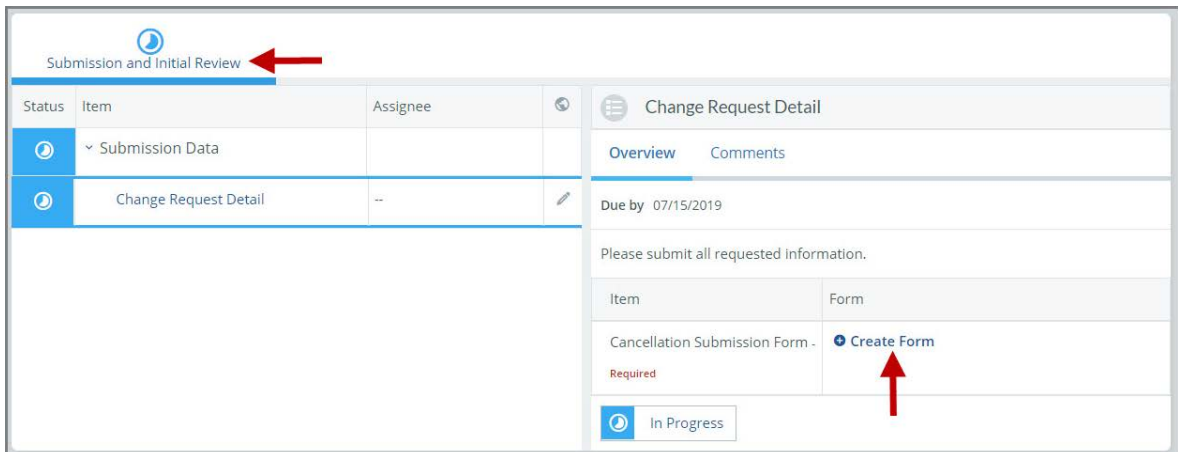 Submission and Initial Review
Status Item Assignee
Submission Data
Change Request Detail --
Change Request Detail
Overview Comments
Due by 07/15/2019
Please submit all requested information.
Item Form
Cancellation Submission Form - Create Form
Required
In Progress